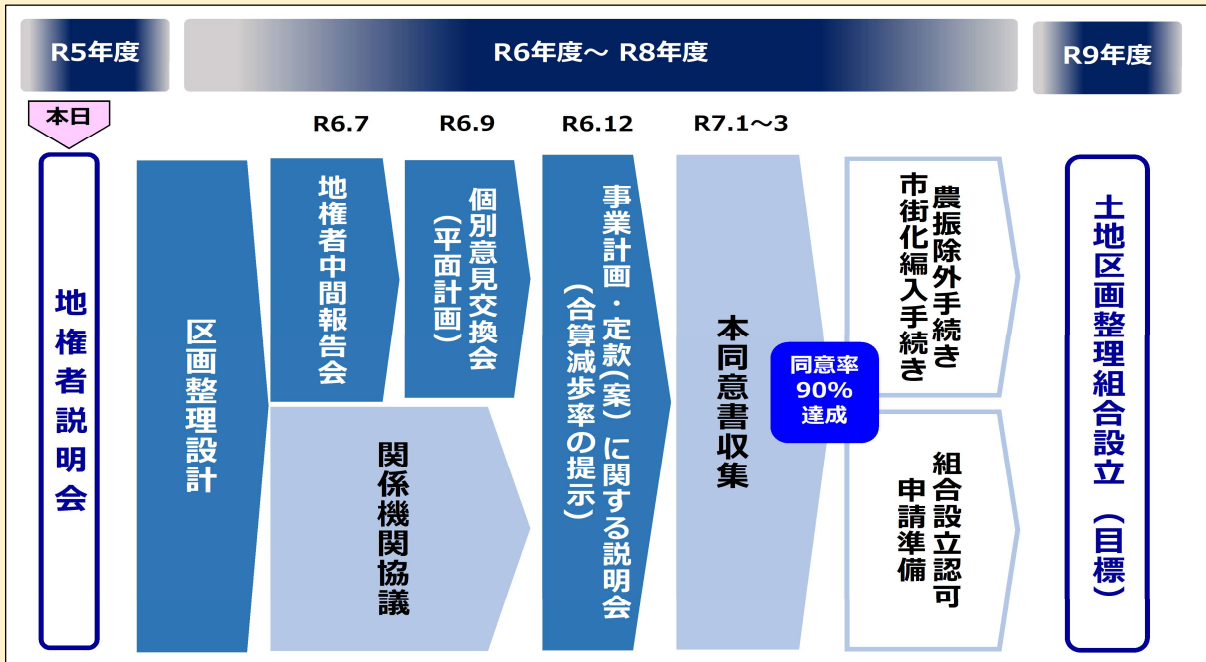 R5年度
R6年度～ R8年度
R9年度
本日
R6.7
R6.9
R6.12
R7.1～3
地権者説明会
区画整理設計
地権者中間報告会
個別意見交換会
(平面計画)
関係機関協議
事業計画・定款(案）に関する説明会
(合算減歩率の提示)
本同意書収集
同意率
90%
達成
農振除外手続き
市街化編入手続き
組合設立認可
申請準備
土地区画整理組合設立（目標）